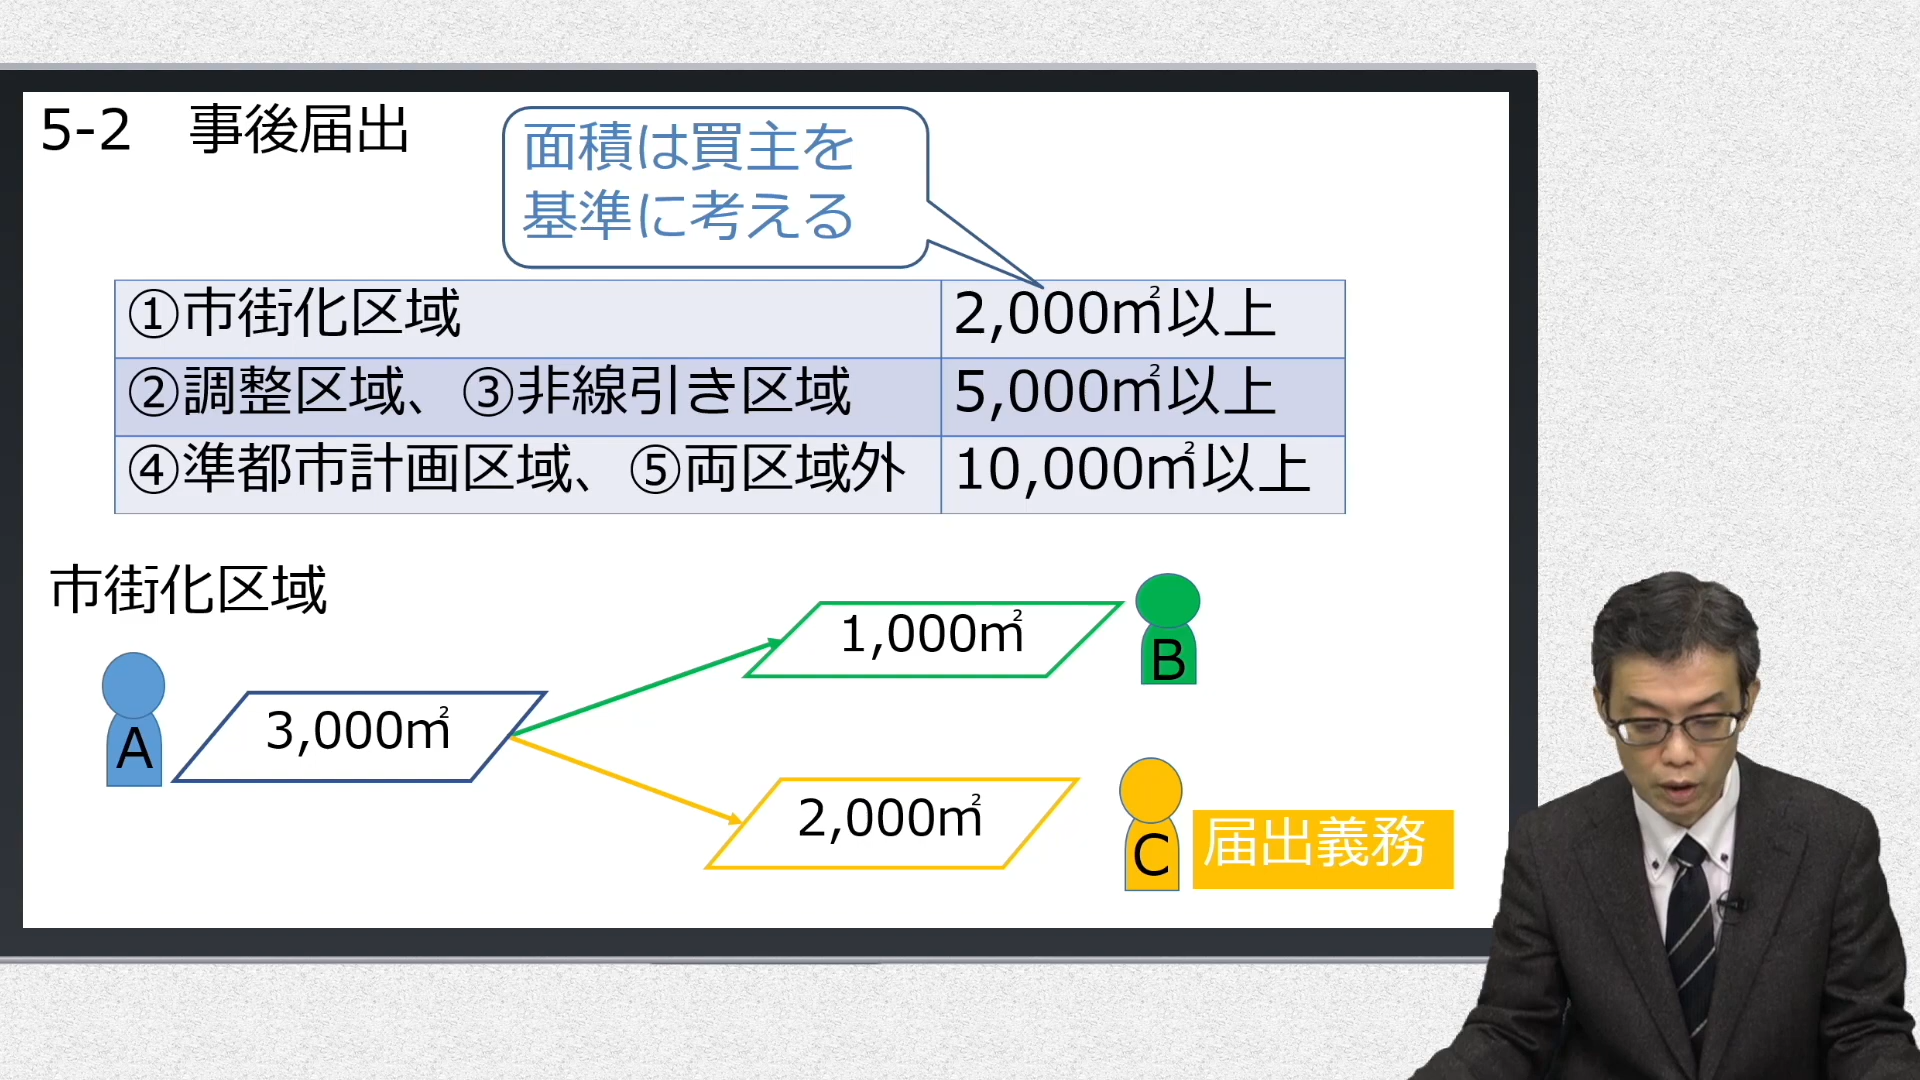 5-2 事後届出
面積は買主を
基準に考える
①市街化区域 2,000㎡以上
②調整区域、③非線引き区域 5,000㎡以上
④準都市計画区域、⑤両区域外 10,000㎡以上
市街化区域
A
3,000㎡
1,000㎡
B
2,000㎡
C
届出義務